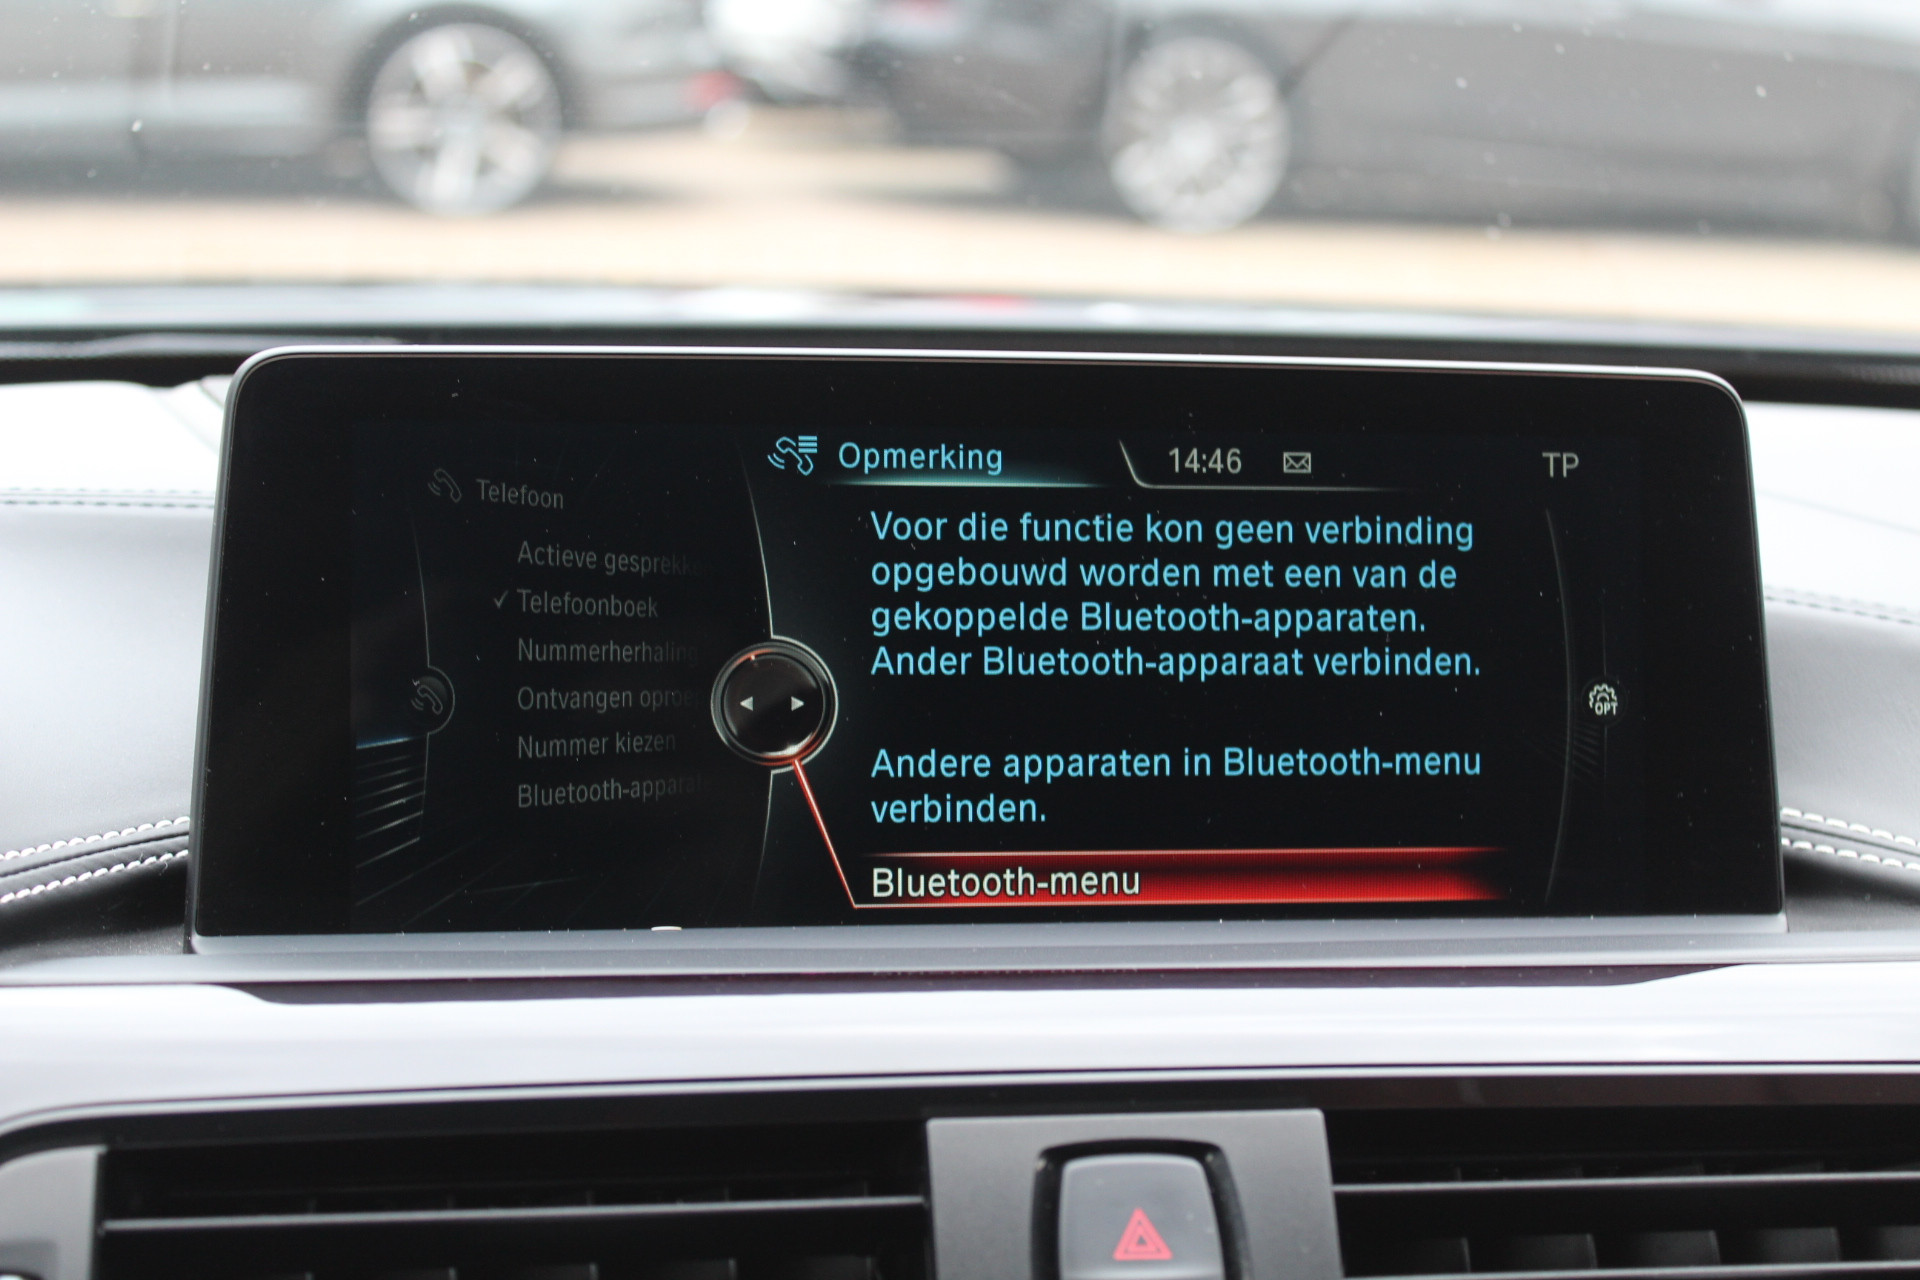 Telefoon
Actieve
✓ Telefoonboek
Nummerherhaling
Ontvangen
Nummer kiezen
Opmerking
14:46
TP
Voor die functie kon geen verbinding
opgebouwd worden met een van de
gekoppelde Bluetooth-apparaten.
Ander Bluetooth-apparaat verbinden.
Andere apparaten in Bluetooth-menu
verbinden.
Bluetooth-menu
OPT